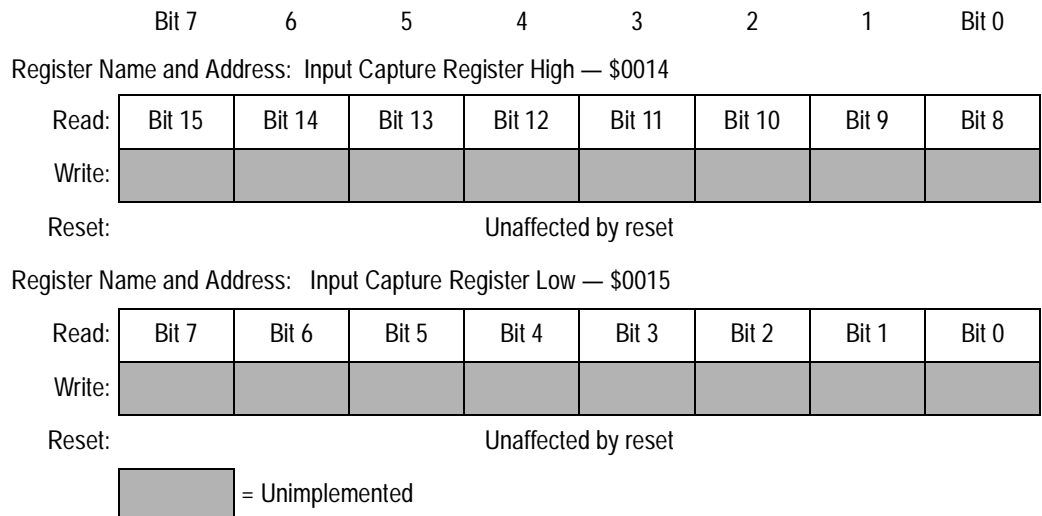 Bit 7 6 5 4 3 2 1 Bit 0
Register Name and Address: Input Capture Register High — $0014
Read: Bit 15 Bit 14 Bit 13 Bit 12 Bit 11 Bit 10 Bit 9 Bit 8
Write:
Reset: Unaffected by reset
Register Name and Address: Input Capture Register Low — $0015
Read: Bit 7 Bit 6 Bit 5 Bit 4 Bit 3 Bit 2 Bit 1 Bit 0
Write:
Reset: Unaffected by reset
= Unimplemented